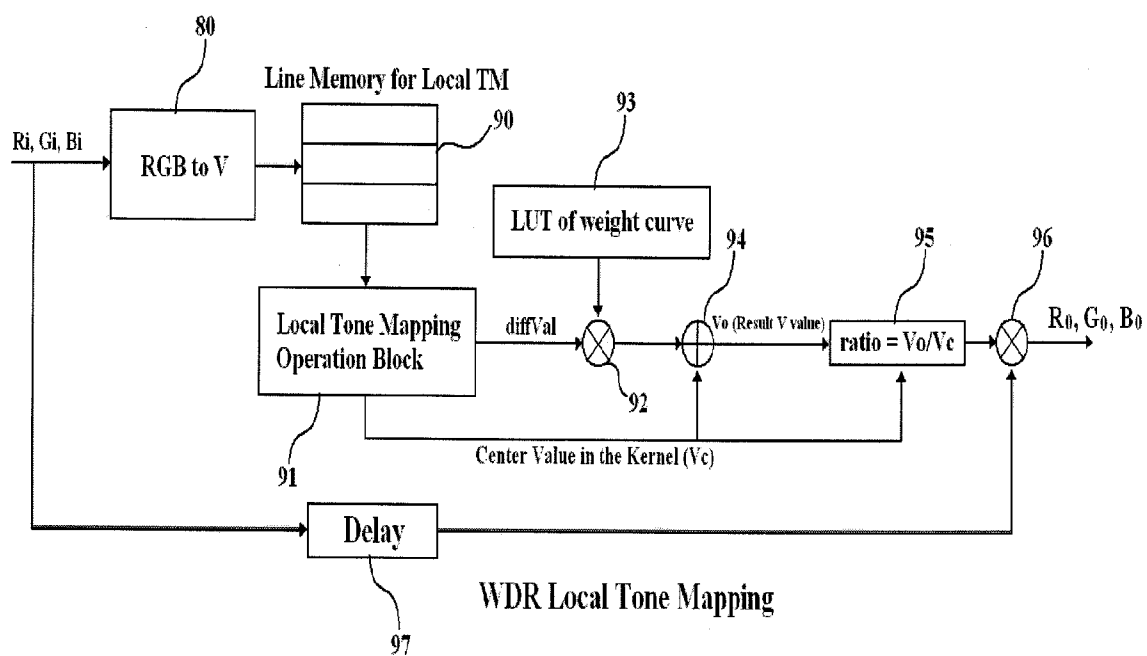 80
Line Memory for Local TM
90
93
Ri, Gi, Bi
RGB to V
LUT of weight curve
94
95
96
Local Tone Mapping
Operation Block
diffVal
Vo (Result V value)
ratio = Vo/Vc
R0, G0, B0
92
91
Center Value in the Kernel (Vc)
Delay
97
WDR Local Tone Mapping